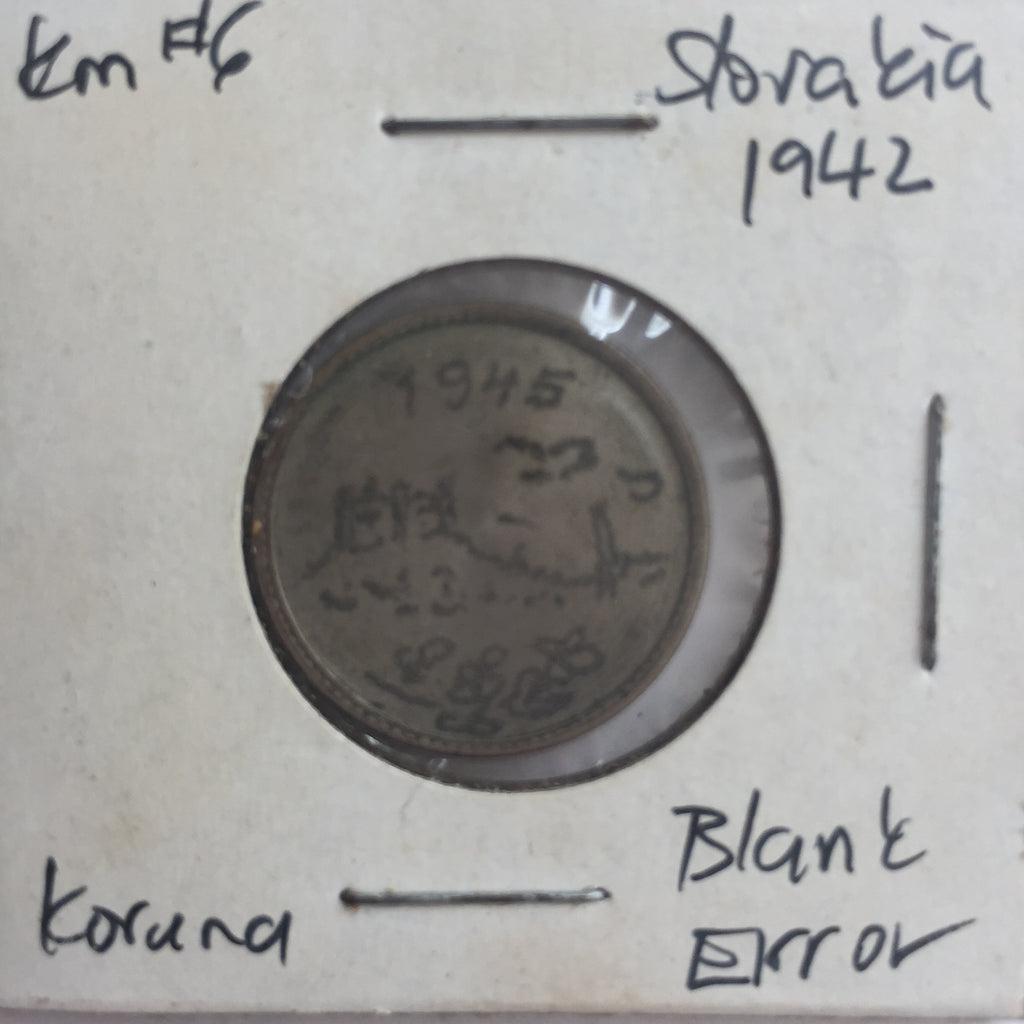 Km #6
Slovakia
1942
1945
Koruna
Blank
Error